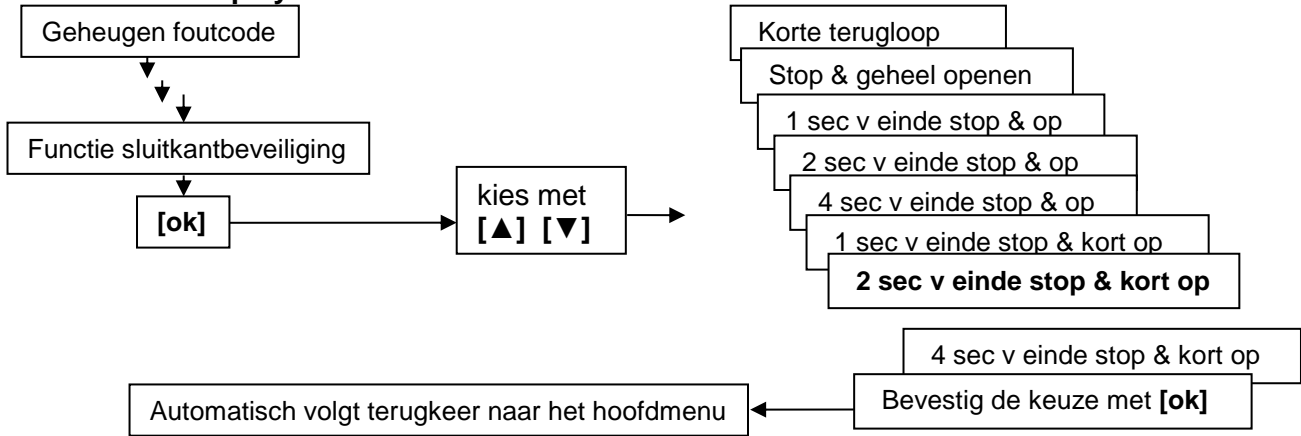 Geheugen foutcode
Functie sluitkantbeveiliging
[ok]
kies met
[▲] [▼]
Korte terugloop
Stop & geheel openen
1 sec v einde stop & op
2 sec v einde stop & op
4 sec v einde stop & op
1 sec v einde stop & kort op
2 sec v einde stop & kort op
4 sec v einde stop & kort op
Bevestig de keuze met [ok]
Automatisch volgt terugkeer naar het hoofdmenu